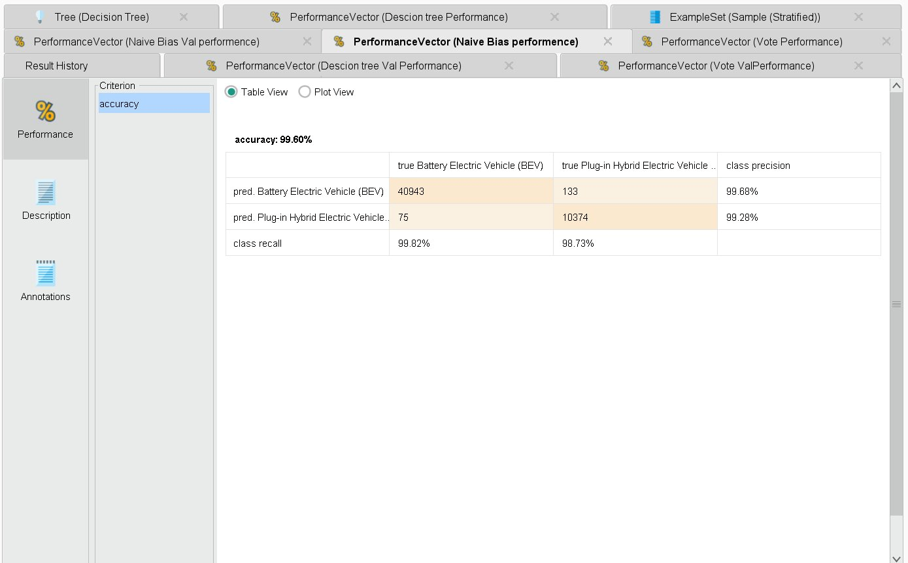 Tree (Decision Tree)
PerformanceVector (Descion tree Performance)
ExampleSet (Sample (Stratified))
PerformanceVector (Naive Bias Val performence)
PerformanceVector (Naive Bias performence)
PerformanceVector (Vote Performance)
Result History
PerformanceVector (Descion tree Val Performance)
PerformanceVector (Vote ValPerformance)
Performance
Description
Annotations
Criterion
accuracy
Table View
Plot View
accuracy: 99.60%
true Battery Electric Vehicle (BEV) true Plug-in Hybrid Electric Vehicle .. class precision
pred. Battery Electric Vehicle (BEV) 40943 133 99.68%
pred. Plug-in Hybrid Electric Vehicle.. 75 10374 99.28%
class recall 99.82% 98.73%